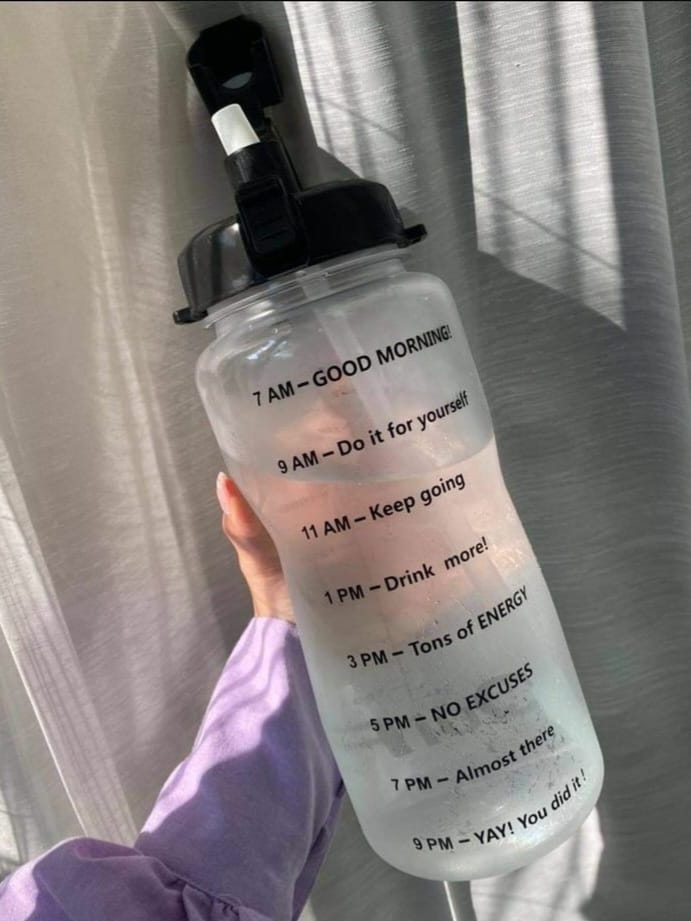 7 AM – GOOD MORNING!
9 AM – Do it for yourself
11 AM – Keep going
1 PM – Drink more!
3 PM – Tons of ENERGY
5 PM – NO EXCUSES
7 PM – Almost there
9 PM – YAY! You did it!